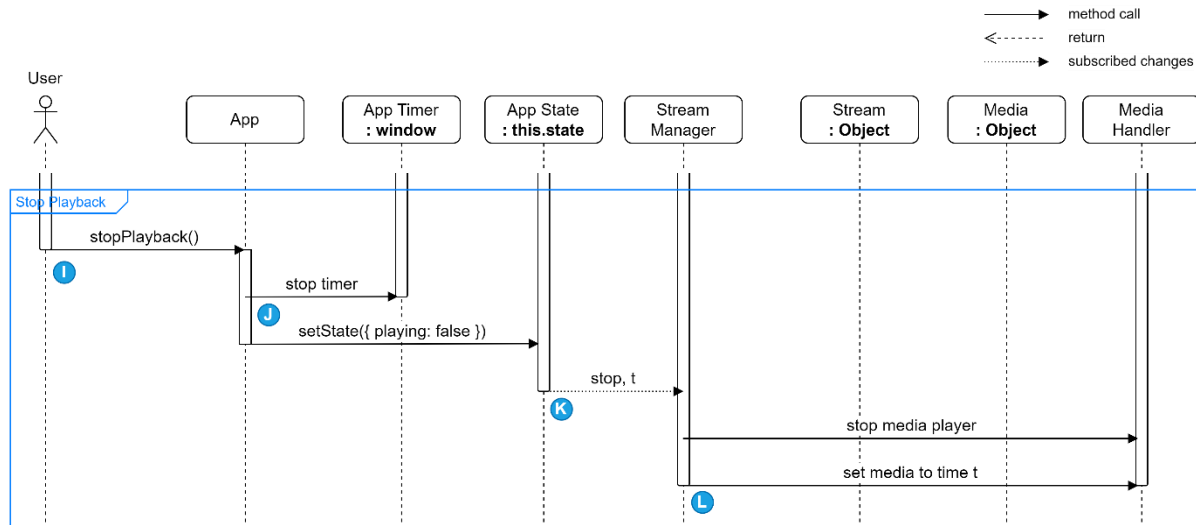 method call
return
subscribed changes
User
App
App Timer
: window
App State
: this.state
Stream
Manager
Stream
: Object
Media
: Object
Media
Handler
Stop Playback
stopPlayback()
I
stop timer
J
setState({ playing: false })
stop, t
K
stop media player
set media to time t
L